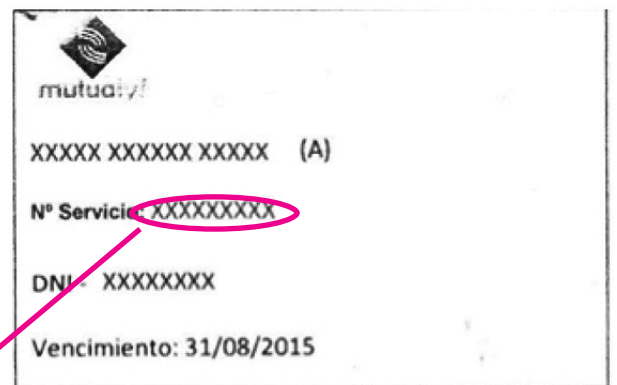 mutualyf
XXXXX XXXXXX XXXXX (A)
Nº Servicio: XXXXXXXXX
DNI - XXXXXXXX
Vencimiento: 31/08/2015